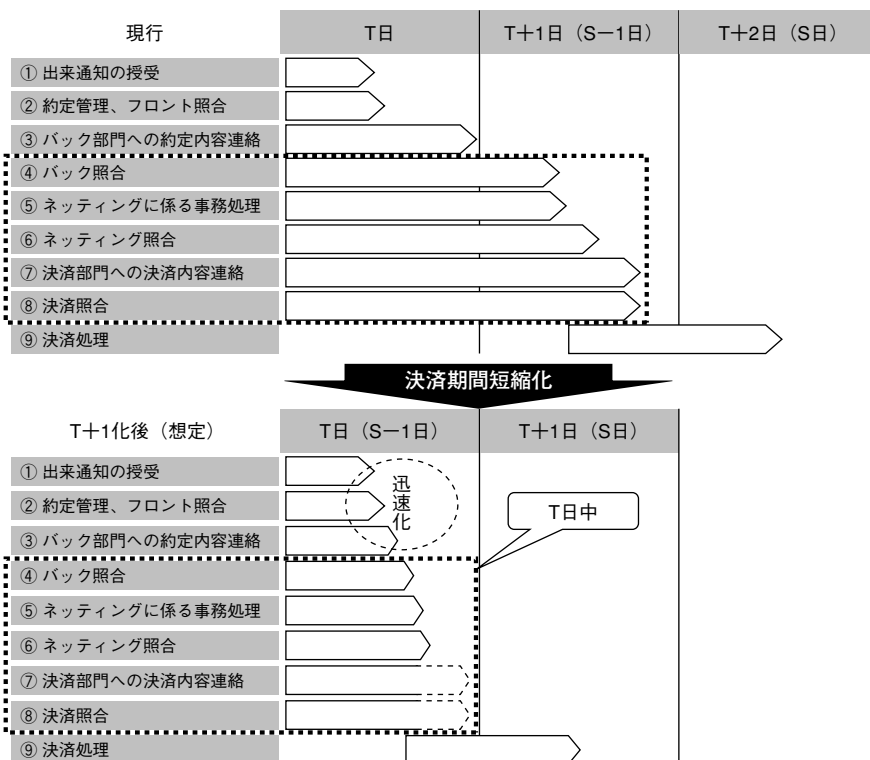 現行 T日 T＋1日（S－1日） T＋2日（S日）
① 出来通知の授受
② 約定管理、フロント照合
③ バック部門への約定内容連絡
④ バック照合
⑤ ネッティングに係る事務処理
⑥ ネッティング照合
⑦ 決済部門への決済内容連絡
⑧ 決済照合
⑨ 決済処理
決済期間短縮化
T＋1化後（想定） T日（S－1日） T＋1日（S日）
① 出来通知の授受
② 約定管理、フロント照合
③ バック部門への約定内容連絡
迅速化
T日中
④ バック照合
⑤ ネッティングに係る事務処理
⑥ ネッティング照合
⑦ 決済部門への決済内容連絡
⑧ 決済照合
⑨ 決済処理